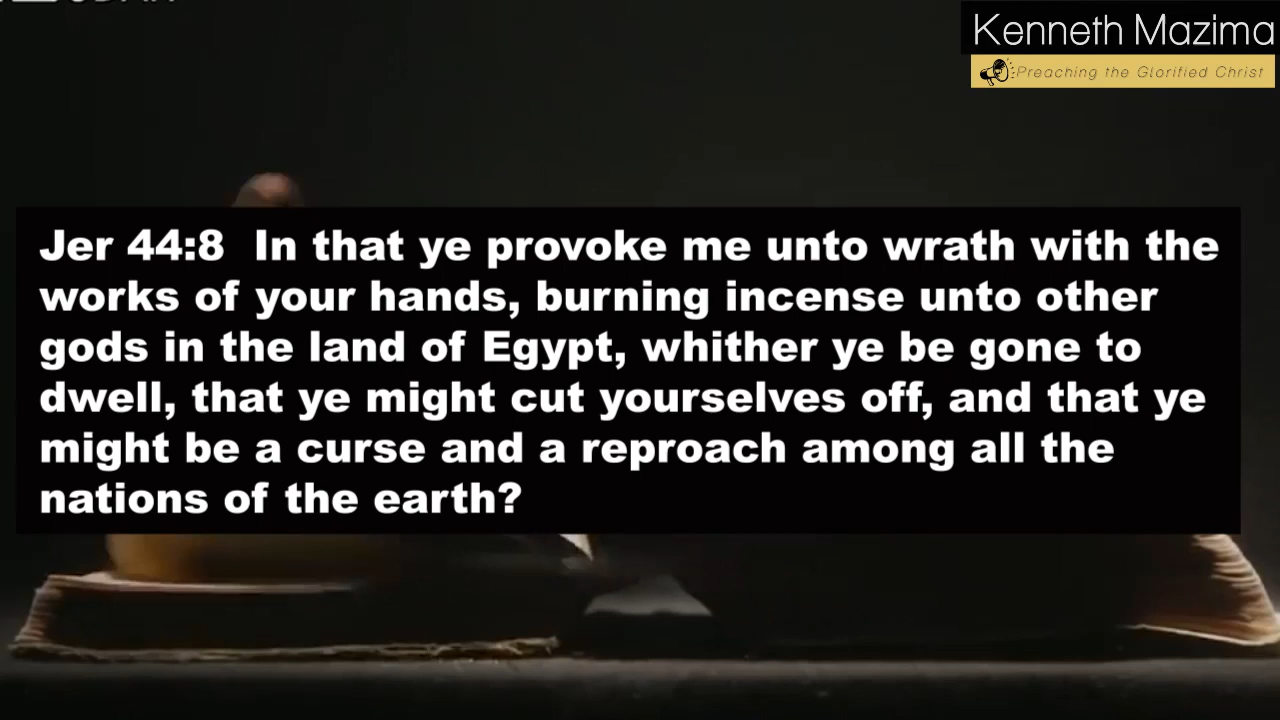 Kenneth Mazima
Preaching the Glorified Christ
Jer 44:8  In that ye provoke me unto wrath with the
works of your hands, burning incense unto other
gods in the land of Egypt, whither ye be gone to
dwell, that ye might cut yourselves off, and that ye
might be a curse and a reproach among all the
nations of the earth?